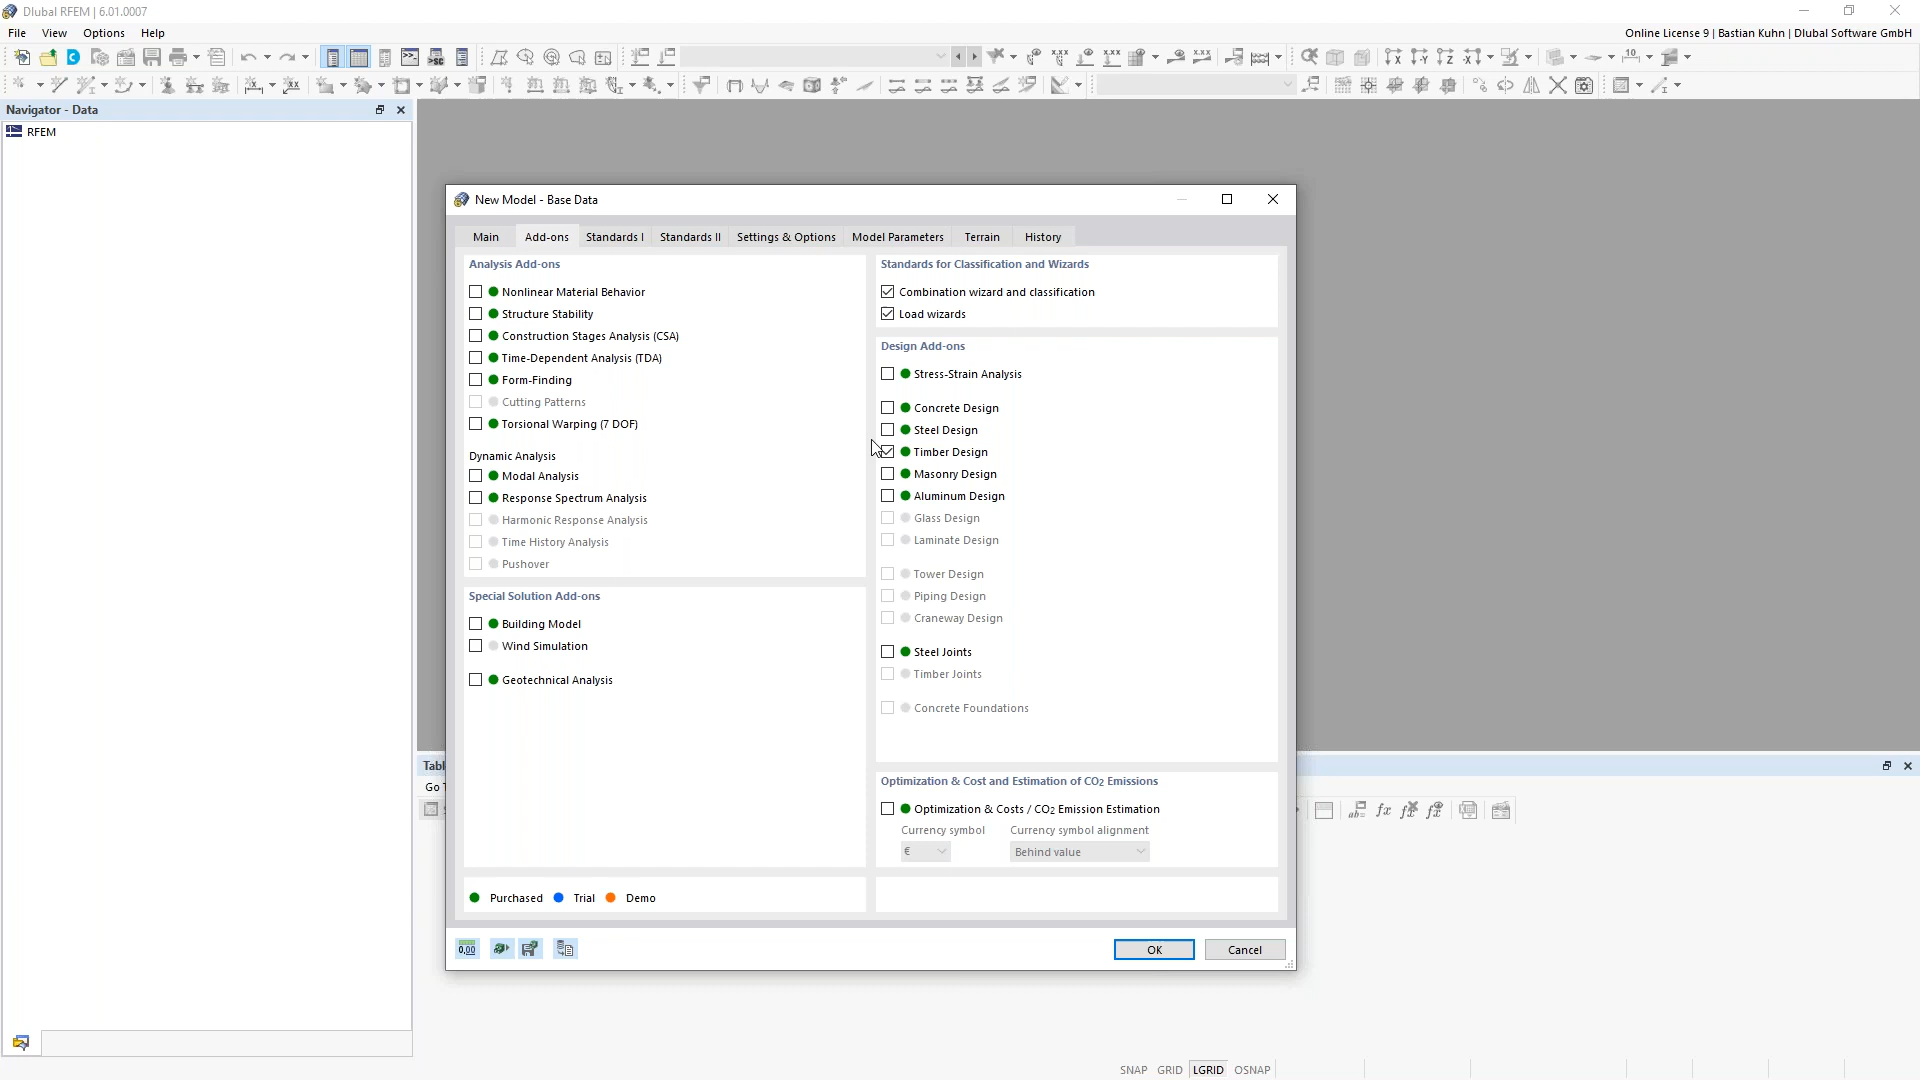 Dlubal RFEM | 6.01.0007
File View Options Help
Online License 9 | Bastian Kuhn | Dlubal Software GmbH
Navigator - Data
RFEM
New Model - Base Data
Main Add-ons Standards I Standards II Settings & Options Model Parameters Terrain History
Analysis Add-ons
Nonlinear Material Behavior
Structure Stability
Construction Stages Analysis (CSA)
Time-Dependent Analysis (TDA)
Form-Finding
Cutting Patterns
Torsional Warping (7 DOF)
Dynamic Analysis
Modal Analysis
Response Spectrum Analysis
Harmonic Response Analysis
Time History Analysis
Pushover
Special Solution Add-ons
Building Model
Wind Simulation
Geotechnical Analysis
Purchased Trial Demo
Standards for Classification and Wizards
Combination wizard and classification
Load wizards
Design Add-ons
Stress-Strain Analysis
Concrete Design
Steel Design
Timber Design
Masonry Design
Aluminum Design
Glass Design
Laminate Design
Tower Design
Piping Design
Craneway Design
Steel Joints
Timber Joints
Concrete Foundations
Optimization & Cost and Estimation of CO2 Emissions
Optimization & Costs / CO2 Emission Estimation
Currency symbol Currency symbol alignment
€ Behind value
OK Cancel
SNAP GRID LGRID OSNAP